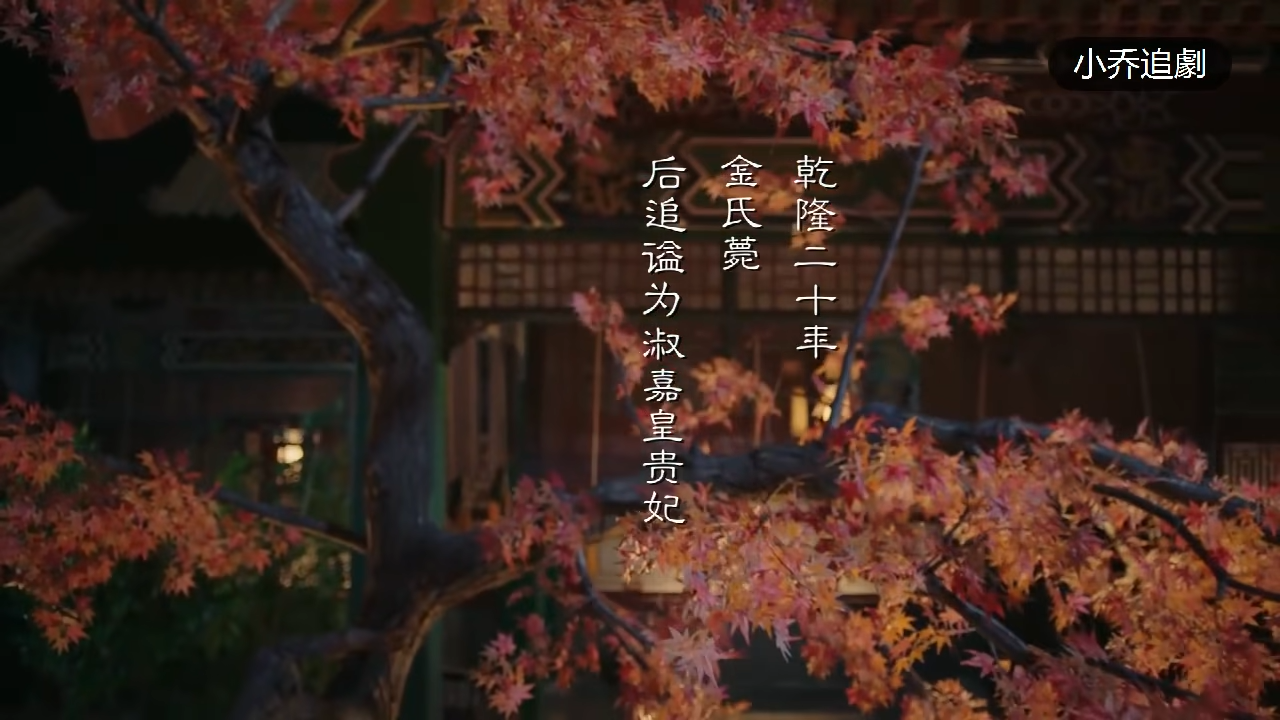 小乔追劇
乾隆二十年
金氏薨
后追谥为淑嘉皇贵妃